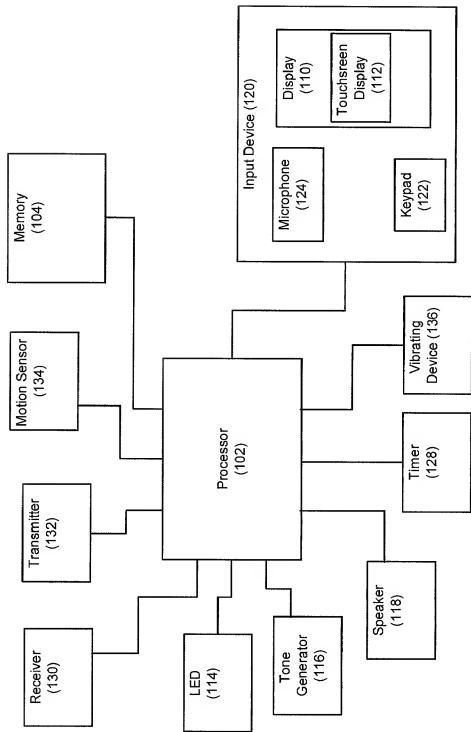 Receiver
(130)
Transmitter
(132)
Motion Sensor
(134)
Memory
(104)
LED
(114)
Tone
Generator
(116)
Processor
(102)
Input Device (120)
Display
(110)
Touchsreen
Display
(112)
Microphone
(124)
Keypad
(122)
Speaker
(118)
Timer
(128)
Vibrating
Device (136)